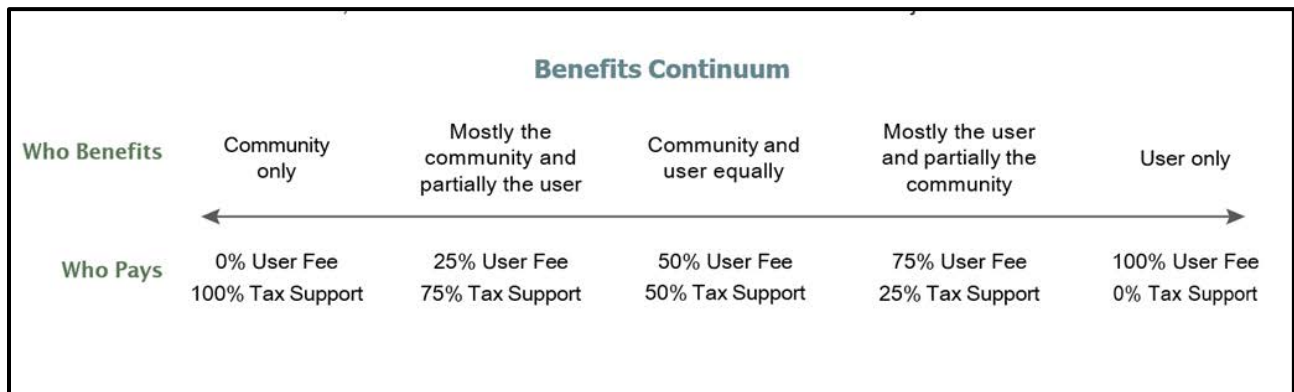 Benefits Continuum
Who Benefits
Community
only
Mostly the
community and
partially the user
Community and
user equally
Mostly the user
and partially the
community
User only
Who Pays
0% User Fee
100% Tax Support
25% User Fee
75% Tax Support
50% User Fee
50% Tax Support
75% User Fee
25% Tax Support
100% User Fee
0% Tax Support